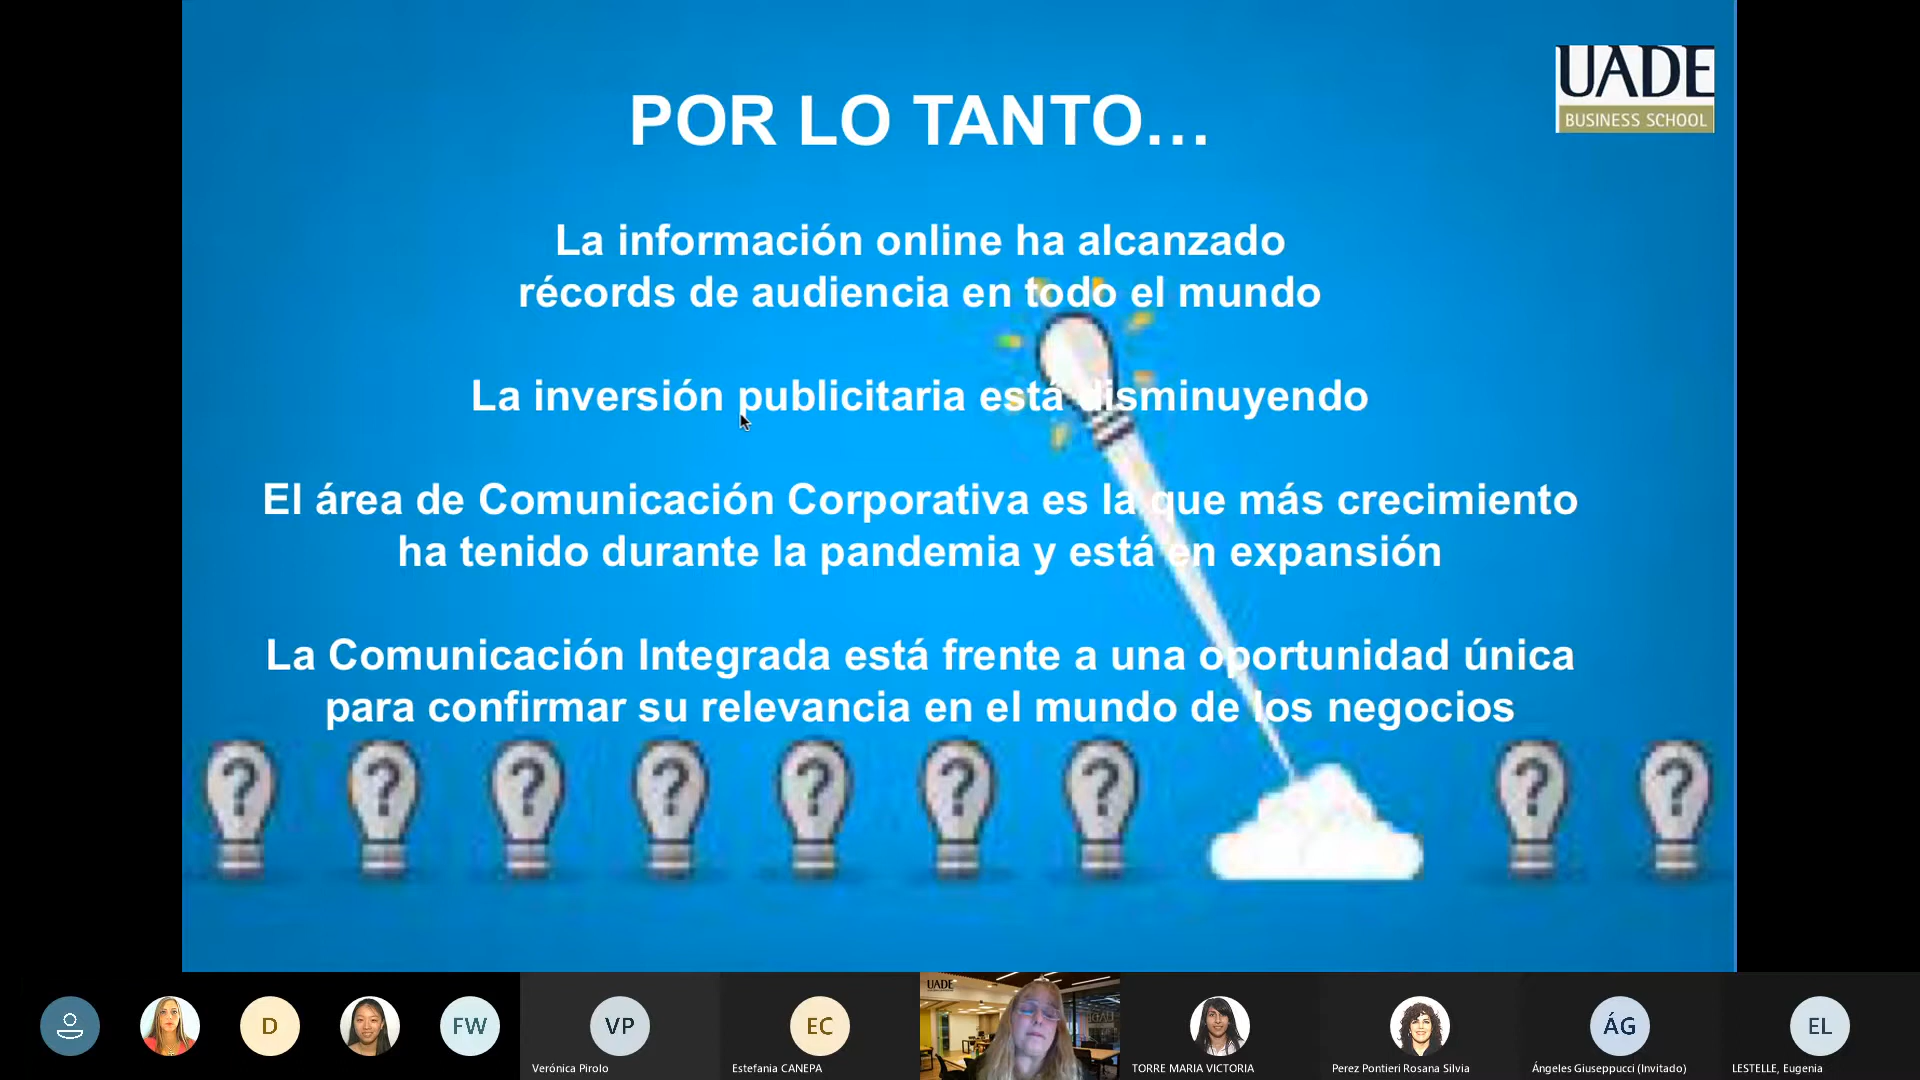 UADE
BUSINESS SCHOOL
POR LO TANTO...
La información online ha alcanzado
récords de audiencia en todo el mundo
La inversión publicitaria está disminuyendo
El área de Comunicación Corporativa es la que más crecimiento
ha tenido durante la pandemia y está en expansión
La Comunicación Integrada está frente a una oportunidad única
para confirmar su relevancia en el mundo de los negocios
? ? ? ? ? ? ? ? ?
D
FW
VP
Verónica Pirolo
EC
Estefania CANEPA
UADE
TORRE MARIA VICTORIA
Perez Pontieri Rosana Silvia
ÁG
Ángeles Giuseppucci (Invitado)
EL
LESTELLE, Eugenia